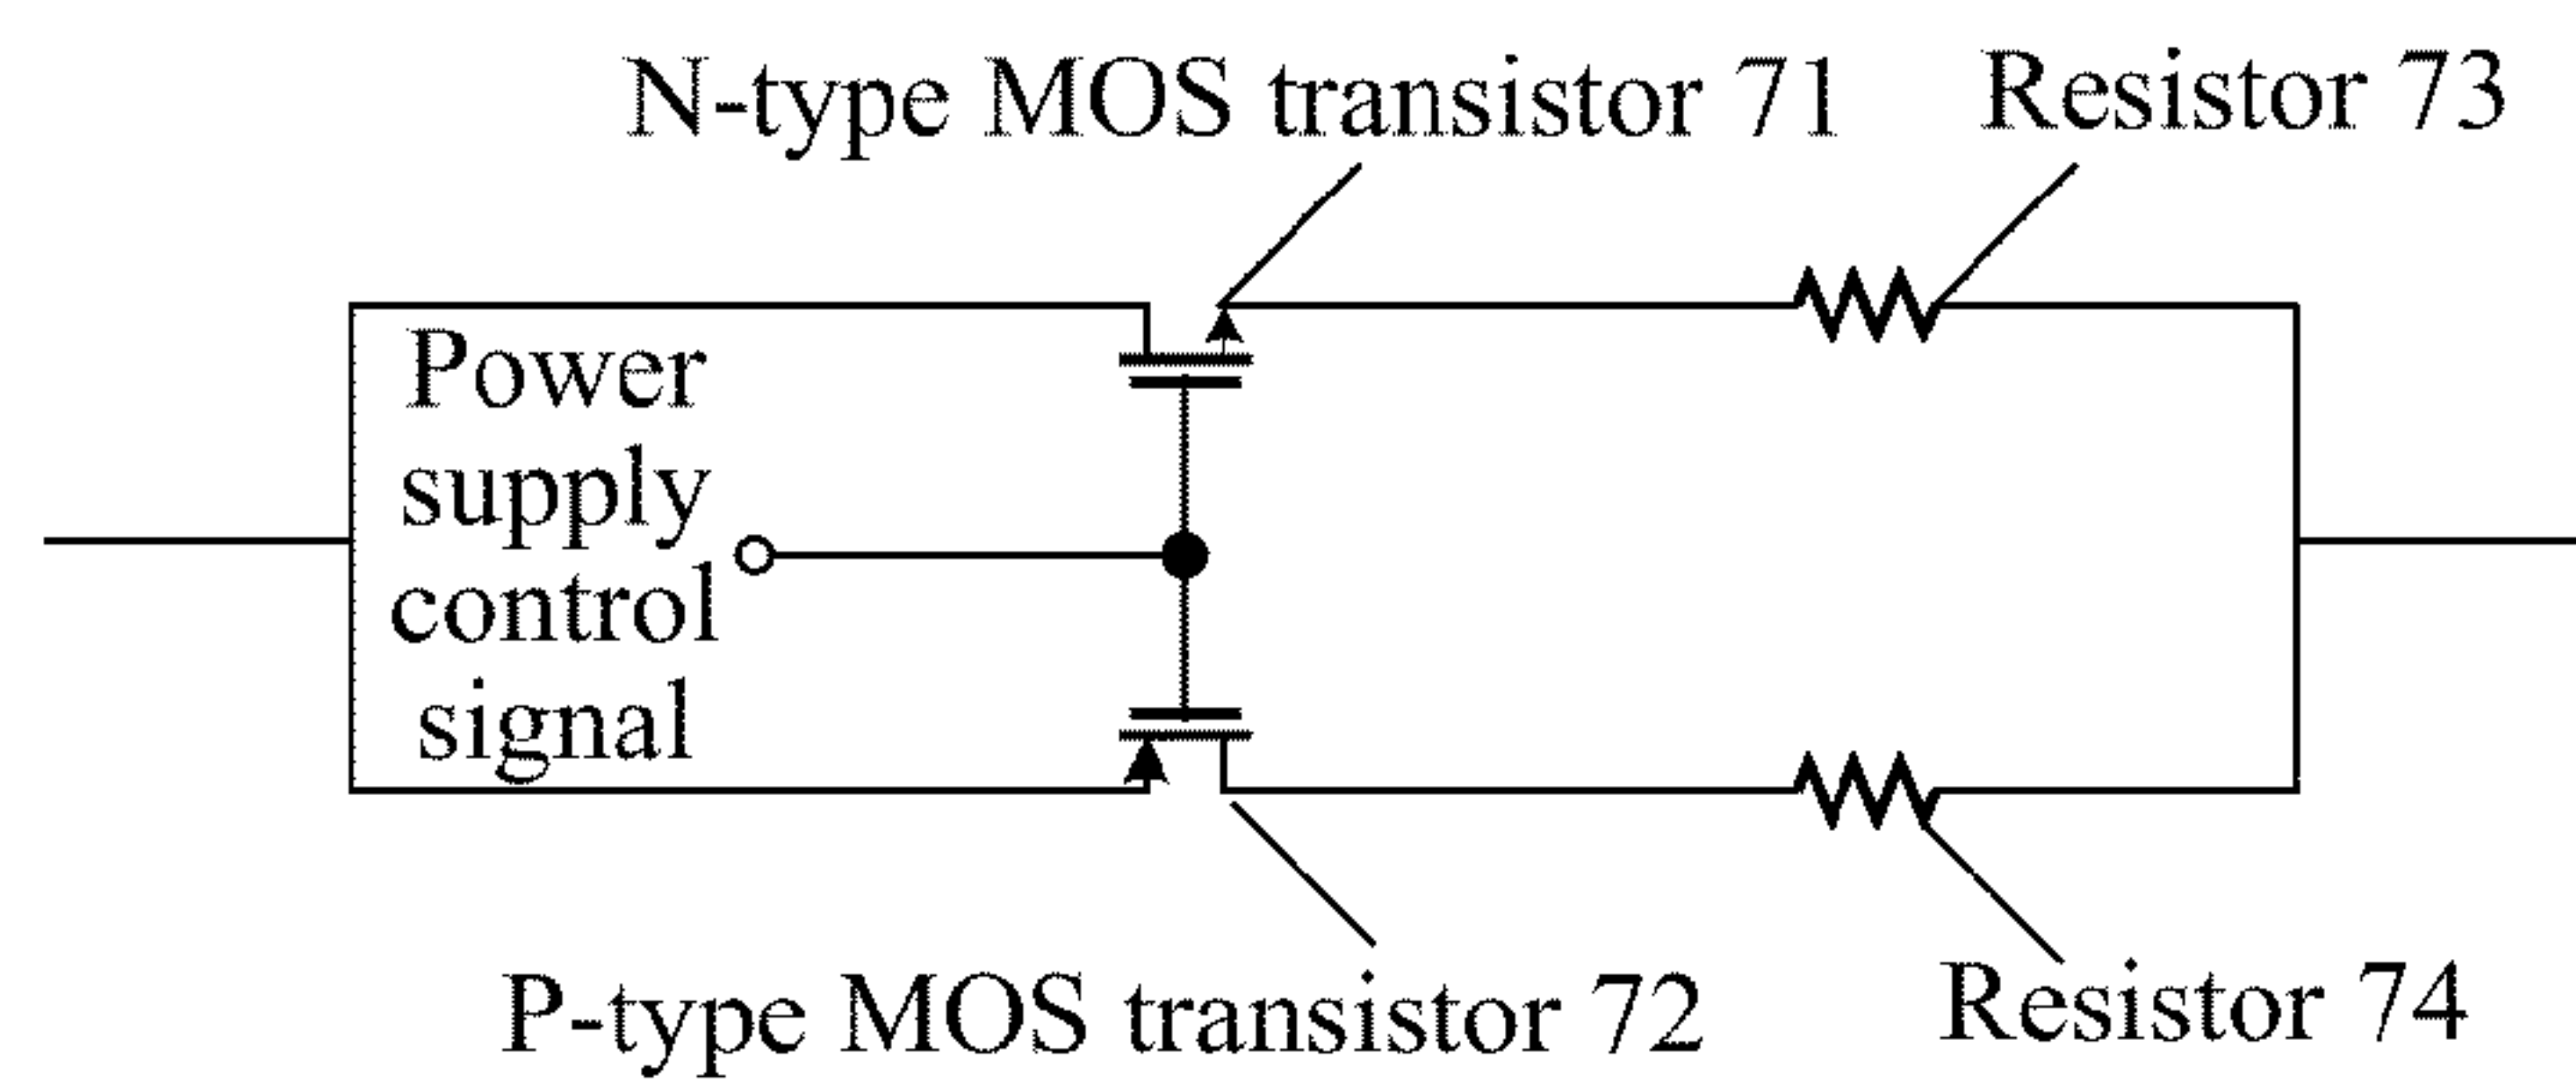 N-type MOS transistor 71
Resistor 73
Power
supply
control
signal
P-type MOS transistor 72
Resistor 74